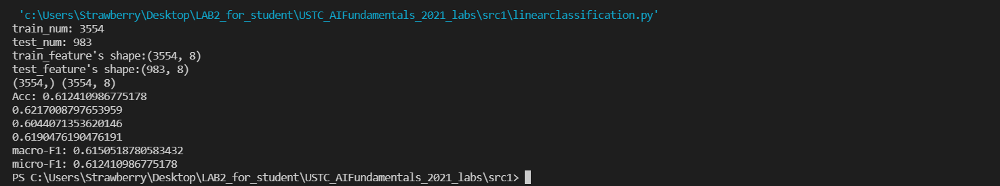 'c:\Users\Strawberry\Desktop\LAB2_for_student\USTC_AIFundamentals_2021_labs\src1\linearclassification.py'
train_num: 3554
test_num: 983
train_feature's shape:(3554, 8)
test_feature's shape:(983, 8)
(3554,) (3554, 8)
Acc: 0.612410986775178
0.6217008797653959
0.6044071353620146
0.6190476190476191
macro-F1: 0.6150518780583432
micro-F1: 0.612410986775178
PS C:\Users\Strawberry\Desktop\LAB2_for_student\USTC_AIFundamentals_2021_labs\src1>